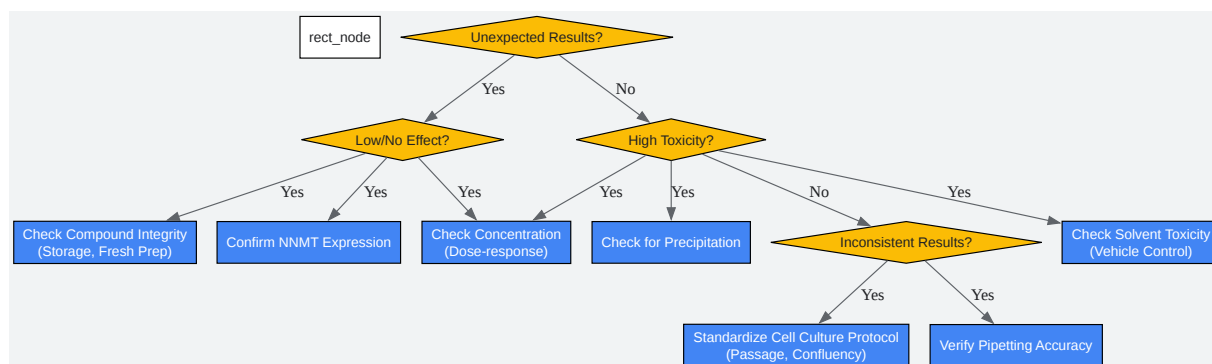 rect_node
Unexpected Results?
Yes
No
Low/No Effect?
High Toxicity?
Yes
Yes
Yes
Yes
Yes
No
Yes
Check Compound Integrity
(Storage, Fresh Prep)
Confirm NNMT Expression
Check Concentration
(Dose-response)
Check for Precipitation
Inconsistent Results?
Check Solvent Toxicity
(Vehicle Control)
Yes
Yes
Standardize Cell Culture Protocol
(Passage, Confluency)
Verify Pipetting Accuracy